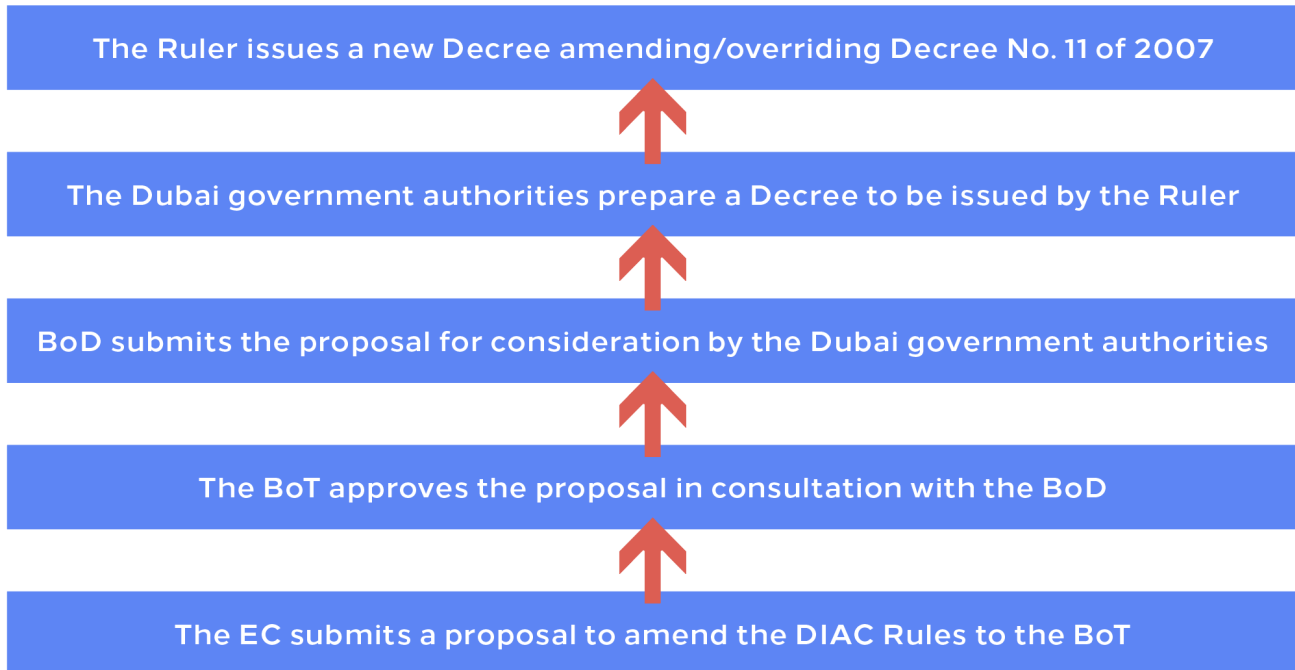 The Ruler issues a new Decree amending/overriding Decree No. 11 of 2007
The Dubai government authorities prepare a Decree to be issued by the Ruler
BoD submits the proposal for consideration by the Dubai government authorities
The BoT approves the proposal in consultation with the BoD
The EC submits a proposal to amend the DIAC Rules to the BoT